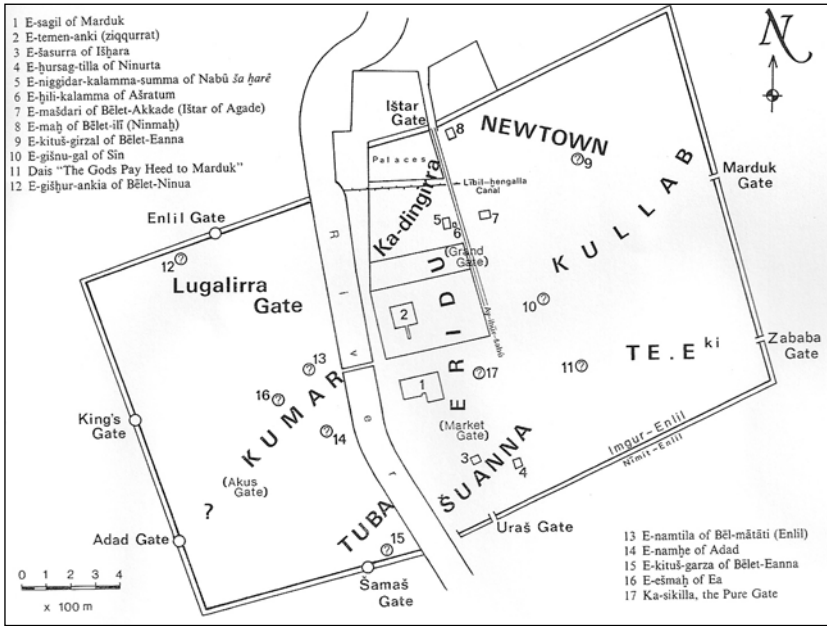 1 E-sagil of Marduk
2 E-temen-anki (ziqqurrat)
3 E-šasurra of Išḫara
4 E-ḫursag-tilla of Ninurta
5 E-niggidar-kalamma-summa of Nabû ša ḫarê
6 E-ḫili-kalamma of Ašratum
7 E-mašdari of Bēlet-Akkade (Ištar of Agade)
8 E-maḫ of Bēlet-ilī (Ninmaḫ)
9 E-kituš-girzal of Bēlet-Eanna
10 E-gišnu-gal of Sîn
11 Dais "The Gods Pay Heed to Marduk"
12 E-gišḫur-ankia of Bēlet-Ninua
N
Ištar
Gate
8
NEWTOWN
9
Palaces
Lībil-ḫengalla
Canal
Marduk
Gate
Ka-dingirra
KULLAB
Enlil Gate
12
Lugalirra
Gate
River
5
6
7
(Grand
Gate)
ERIDU
2
10
Ay-ibūr-šabû
Zababa
Gate
TE.E ki
13
16
KUMAR
1
17
11
King's
Gate
14
(Market
Gate)
Imgur-Enlil
Nīmit-Enlil
(Akus
Gate)
?
3
4
ŠUANNA
TUBA
Uraš Gate
Adad Gate
15
Šamaš
Gate
0 1 2 3 4
x 100 m
13 E-namtila of Bēl-mātāti (Enlil)
14 E-namḫe of Adad
15 E-kituš-garza of Bēlet-Eanna
16 E-ešmaḫ of Ea
17 Ka-sikilla, the Pure Gate